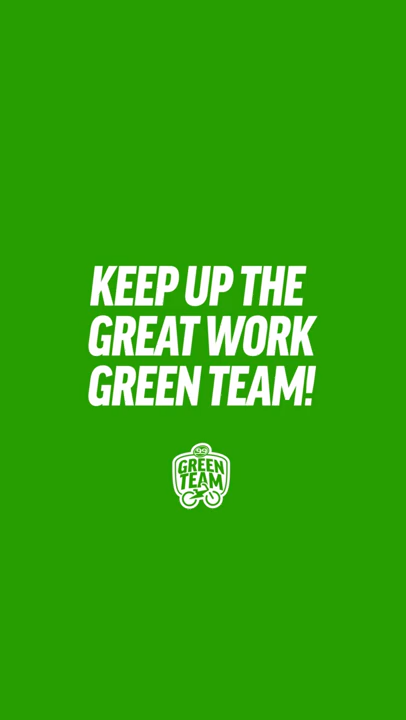 KEEP UP THE
GREAT WORK
GREEN TEAM!
99
GREEN
TEAM